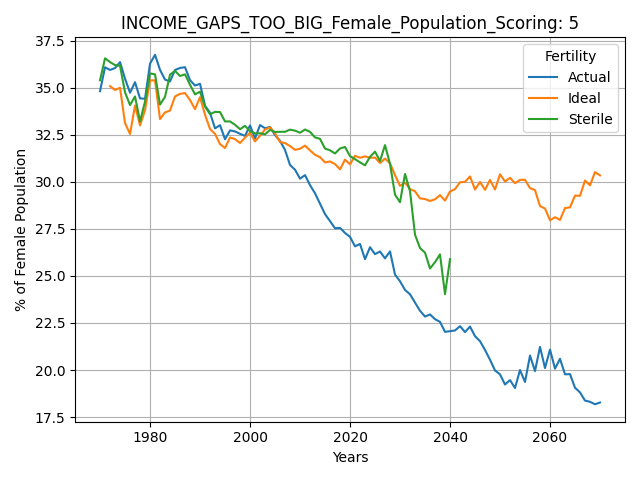 INCOME_GAPS_TOO_BIG_Female_Population_Scoring: 5
Fertility
Actual
Ideal
Sterile
% of Female Population
37.5
35.0
32.5
30.0
27.5
25.0
22.5
20.0
17.5
1980
2000
2020
2040
2060
Years